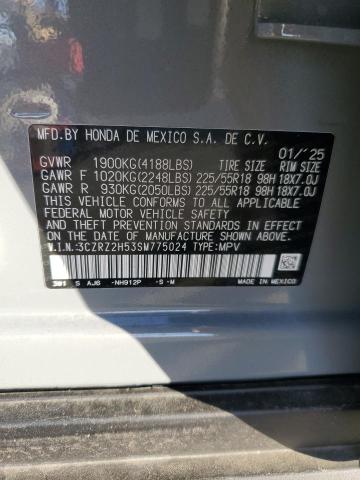 MFD.BY HONDA DE MEXICO S.A. DE C.V.
01/'25
GVWR 1900KG(4188LBS) TIRE SIZE RIM SIZE
GAWR F 1020KG(2248LBS) 225/55R18 98H 18X7.0J
GAWR R 930KG(2050LBS) 225/55R18 98H 18X7.0J
THIS VEHICLE CONFORMS TO ALL APPLICABLE
FEDERAL MOTOR VEHICLE SAFETY AND THEFT
PREVENTION STANDARDS IN EFFECT ON THE
DATE OF MANUFACTURE SHOWN ABOVE.
V.I.N.:3CZRZ2H53SM775024 TYPE:MPV
S AJ6 -NH912P -S -M
MADE IN MEXICO